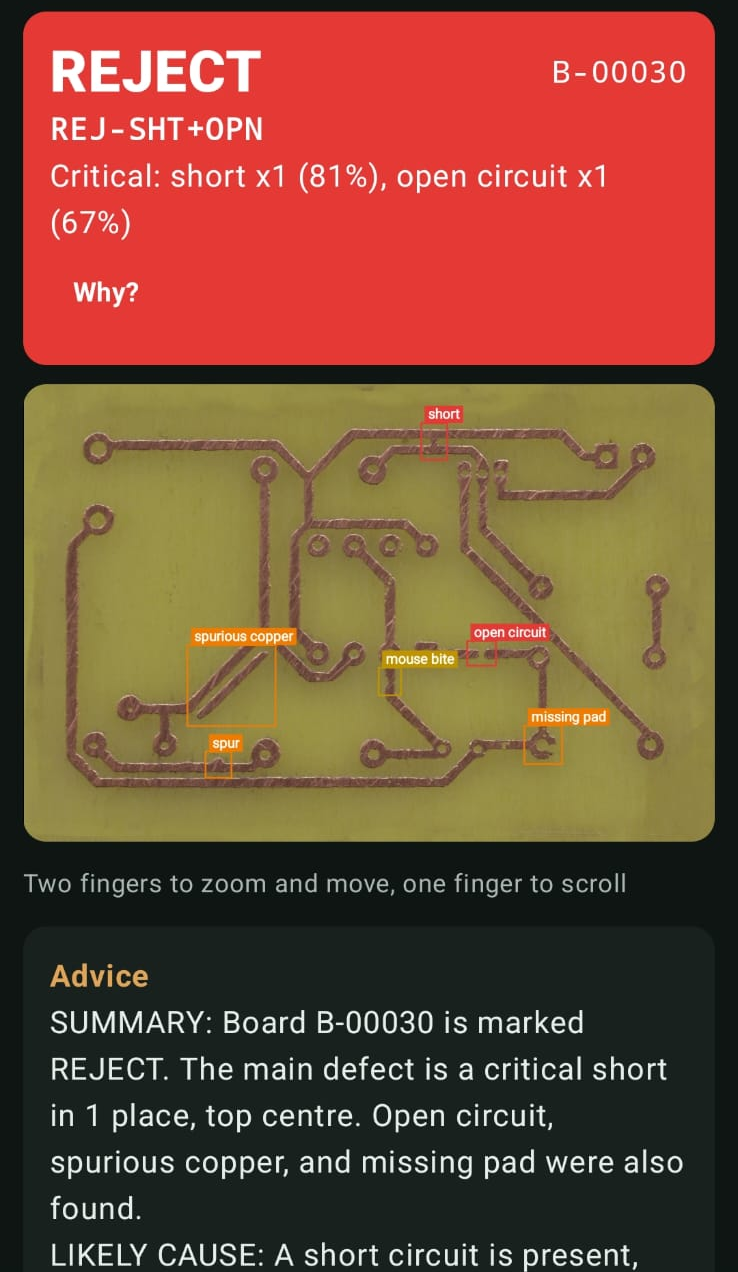 REJECT
B-00030
REJ-SHT+OPN
Critical: short x1 (81%), open circuit x1
(67%)
Why?
short
spurious copper
open circuit
mouse bite
missing pad
spur
Two fingers to zoom and move, one finger to scroll
Advice
SUMMARY: Board B-00030 is marked
REJECT. The main defect is a critical short
in 1 place, top centre. Open circuit,
spurious copper, and missing pad were also
found.
LIKELY CAUSE: A short circuit is present,